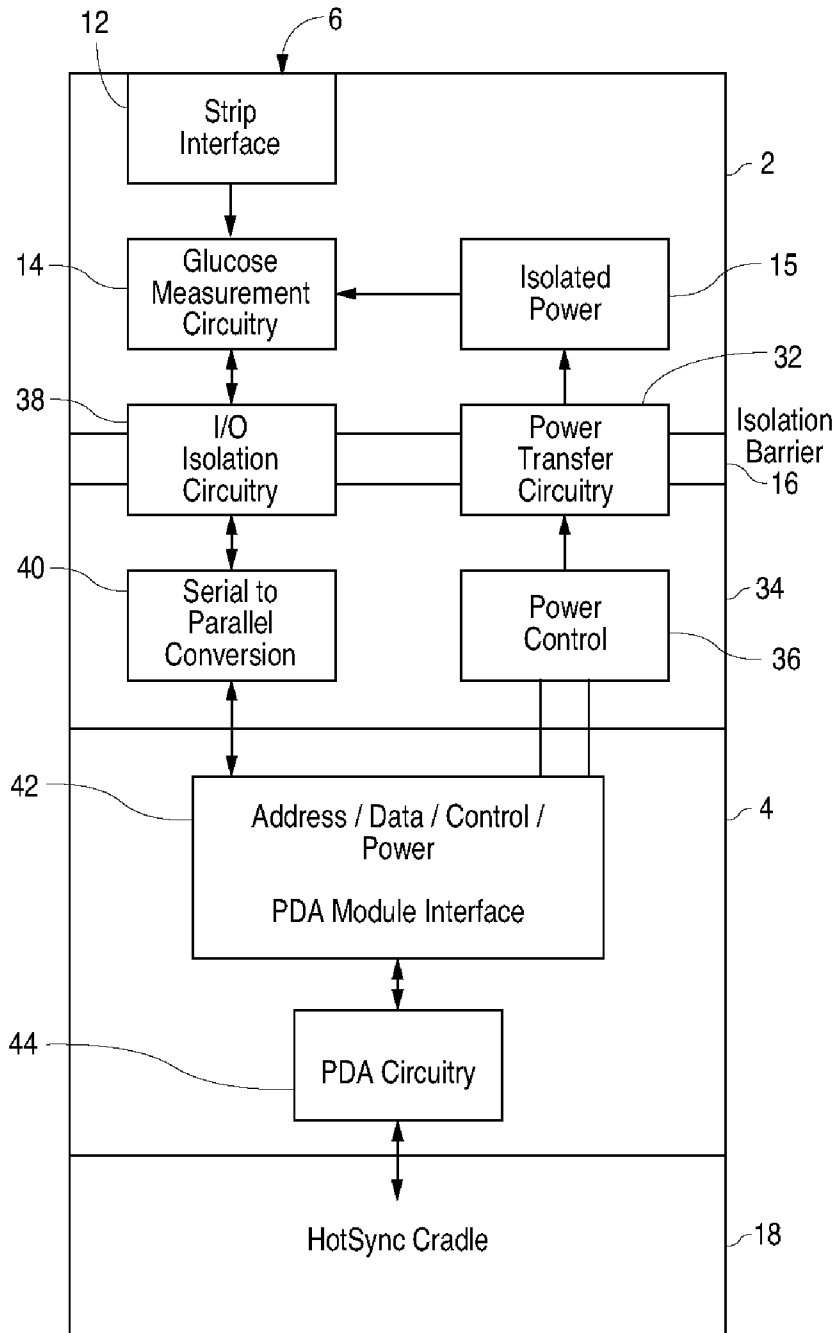 6
12
Strip
Interface
2
14
Glucose
Measurement
Circuitry
Isolated
Power
15
32
38
I/O
Isolation
Circuitry
Power
Transfer
Circuitry
Isolation
Barrier
16
40
Serial to
Parallel
Conversion
Power
Control
34
36
42
Address / Data / Control /
Power
PDA Module Interface
4
44
PDA Circuitry
HotSync Cradle
18